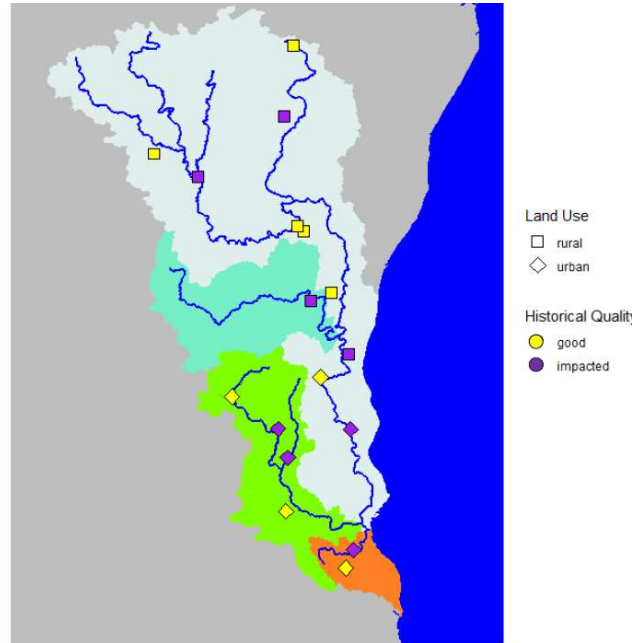 Land Use
rural
urban
Historical Quality
good
impacted